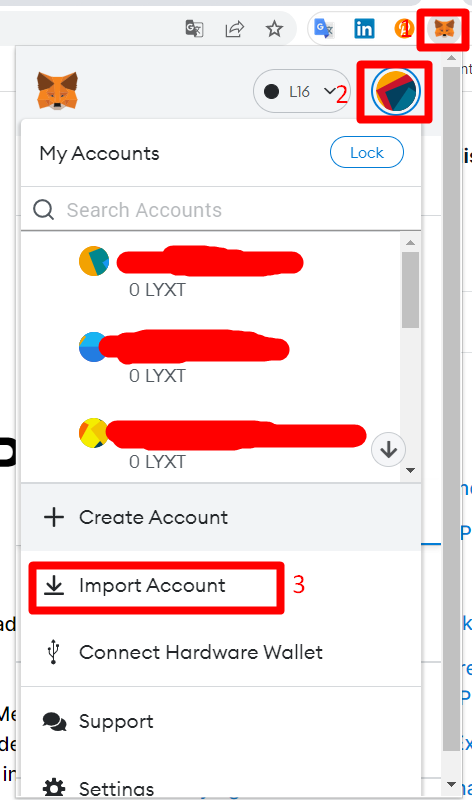 1
L16
2
My Accounts
Lock
Search Accounts
0 LYXT
0 LYXT
0 LYXT
Create Account
Import Account
3
Connect Hardware Wallet
Support
Settings